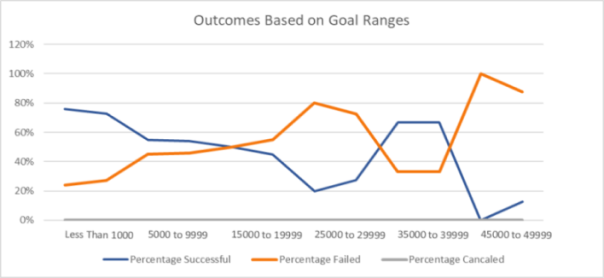 Outcomes Based on Goal Ranges
120%
100%
80%
60%
40%
20%
0%
Less Than 1000 5000 to 9999 15000 to 19999 25000 to 29999 35000 to 39999 45000 to 49999
Percentage Successful Percentage Failed Percentage Cancaled